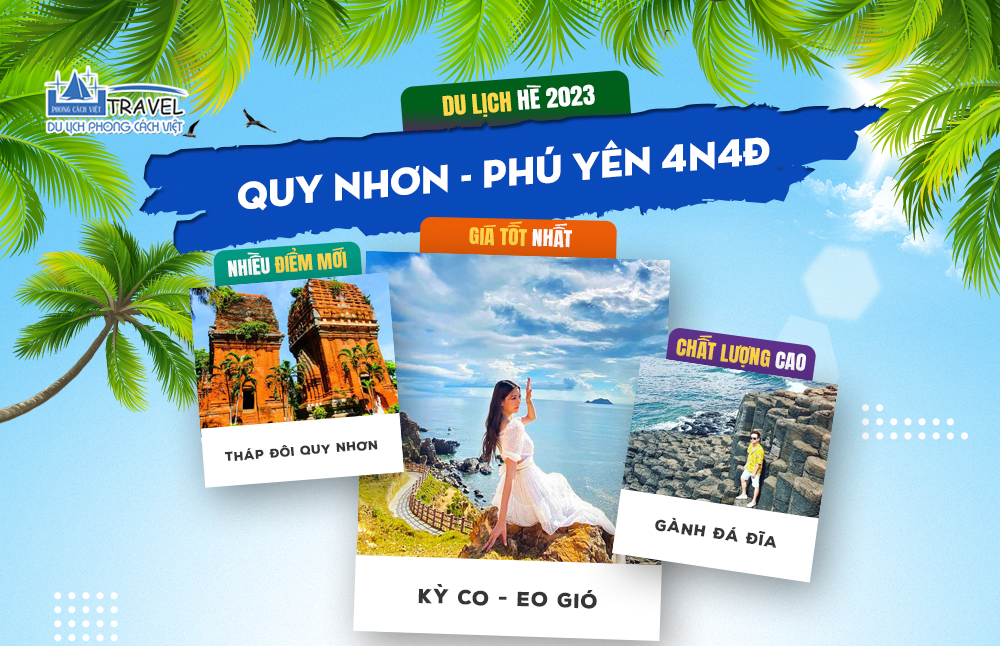 PHONG CÁCH VIỆT
TRAVEL
DU LỊCH PHONG CÁCH VIỆT
DU LỊCH HÈ 2023
QUY NHƠN - PHÚ YÊN 4N4Đ
GIÁ TỐT NHẤT
NHIỀU ĐIỂM MỚI
CHẤT LƯỢNG CAO
THÁP ĐÔI QUY NHƠN
GÀNH ĐÁ ĐĨA
KỲ CO - EO GIÓ